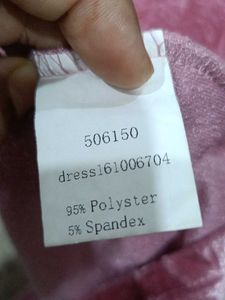 506150
dress161006704
95% Polyster
5% Spandex